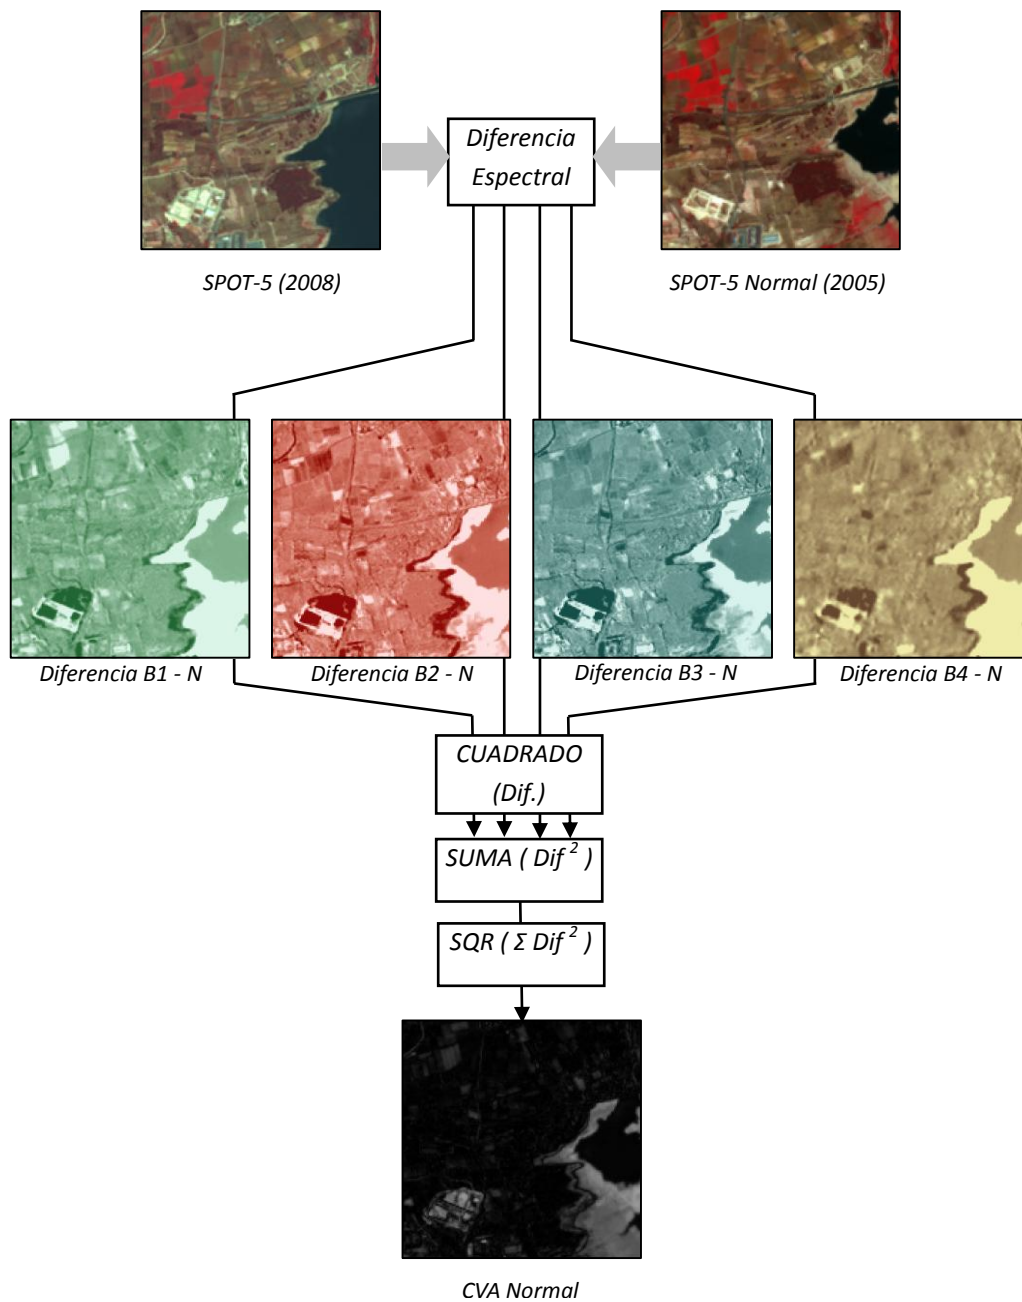 Diferencia
Espectral
SPOT-5 (2008)
SPOT-5 Normal (2005)
Diferencia B1 - N
Diferencia B2 - N
Diferencia B3 - N
Diferencia B4 - N
CUADRADO
(Dif.)
SUMA ( Dif ² )
SQR ( Σ Dif ² )
CVA Normal